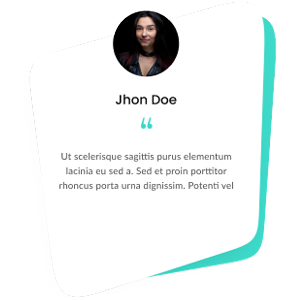 Jhon Doe
“
Ut scelerisque sagittis purus elementum
lacinia eu sed a. Sed et proin porttitor
rhoncus porta urna dignissim. Potenti vel